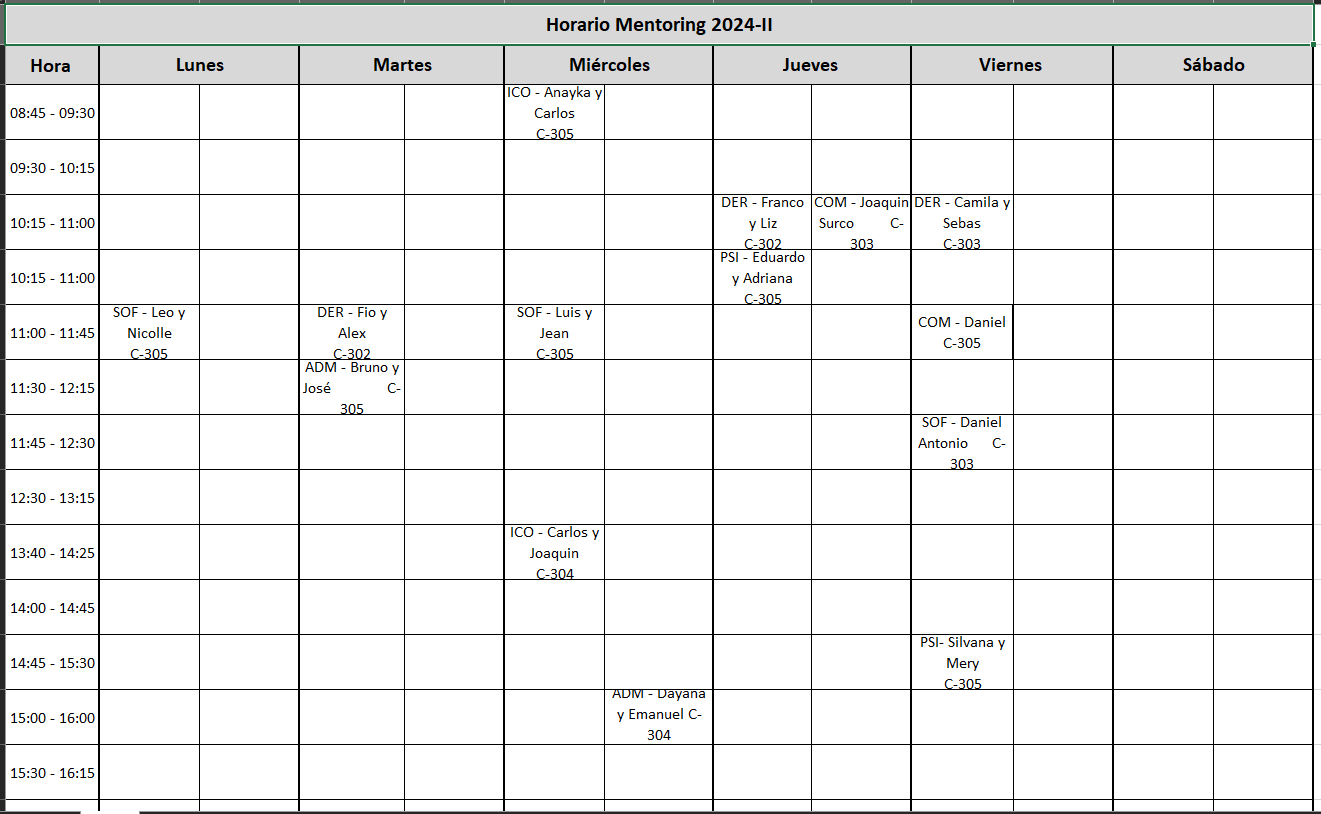 Horario Mentoring 2024-II
Hora Lunes Martes Miércoles Jueves Viernes Sábado
08:45 - 09:30
ICO - Anayka y
Carlos
C-305
09:30 - 10:15
10:15 - 11:00
DER - Franco
y Liz
C-302
COM - Joaquin
Surco C-
303
DER - Camila y
Sebas
C-303
10:15 - 11:00
PSI - Eduardo
y Adriana
C-305
11:00 - 11:45
SOF - Leo y
Nicolle
C-305
DER - Fio y
Alex
C-302
SOF - Luis y
Jean
C-305
COM - Daniel
C-305
11:30 - 12:15
ADM - Bruno y
José C-
305
11:45 - 12:30
SOF - Daniel
Antonio C-
303
12:30 - 13:15
13:40 - 14:25
ICO - Carlos y
Joaquin
C-304
14:00 - 14:45
14:45 - 15:30
PSI- Silvana y
Mery
C-305
15:00 - 16:00
ADM - Dayana
y Emanuel C-
304
15:30 - 16:15